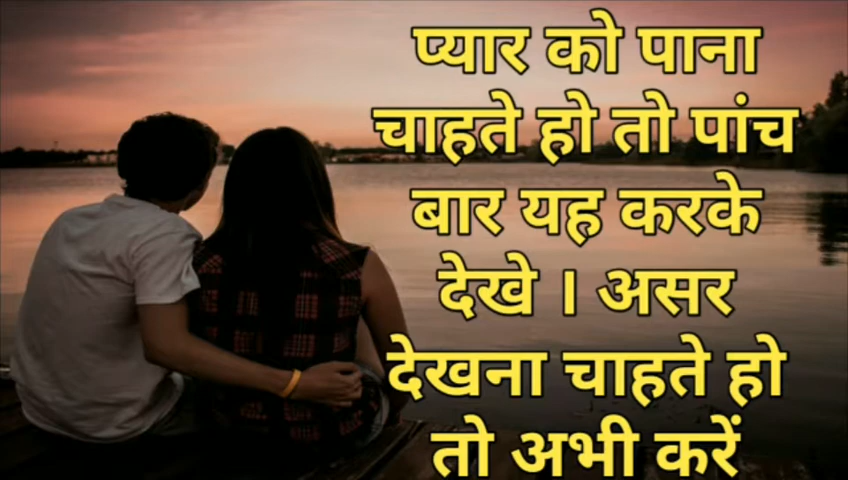 प्यार को पाना
चाहते हो तो पांच
बार यह करके
देखे । असर
देखना चाहते हो
तो अभी करें